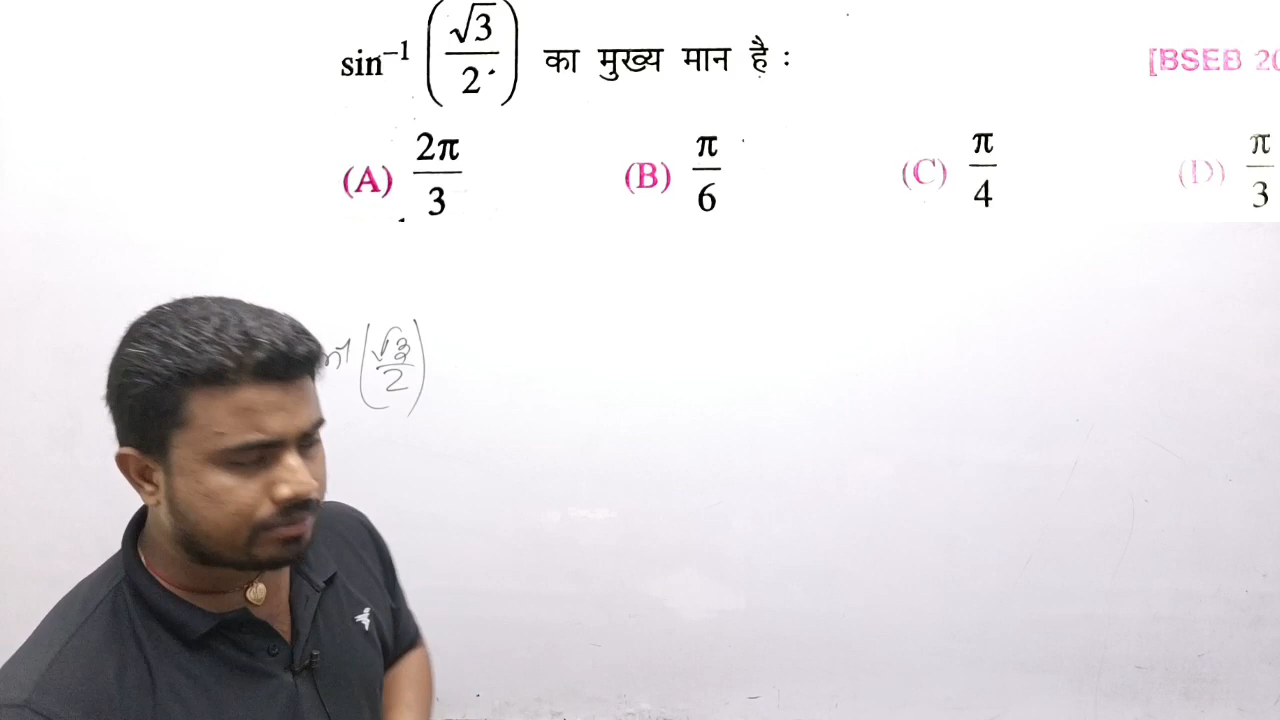 sin⁻¹ (√3/2) का मुख्य मान है : [BSEB 20
(A) 2π/3 (B) π/6 (C) π/4 (D) π/3
(√3/2)